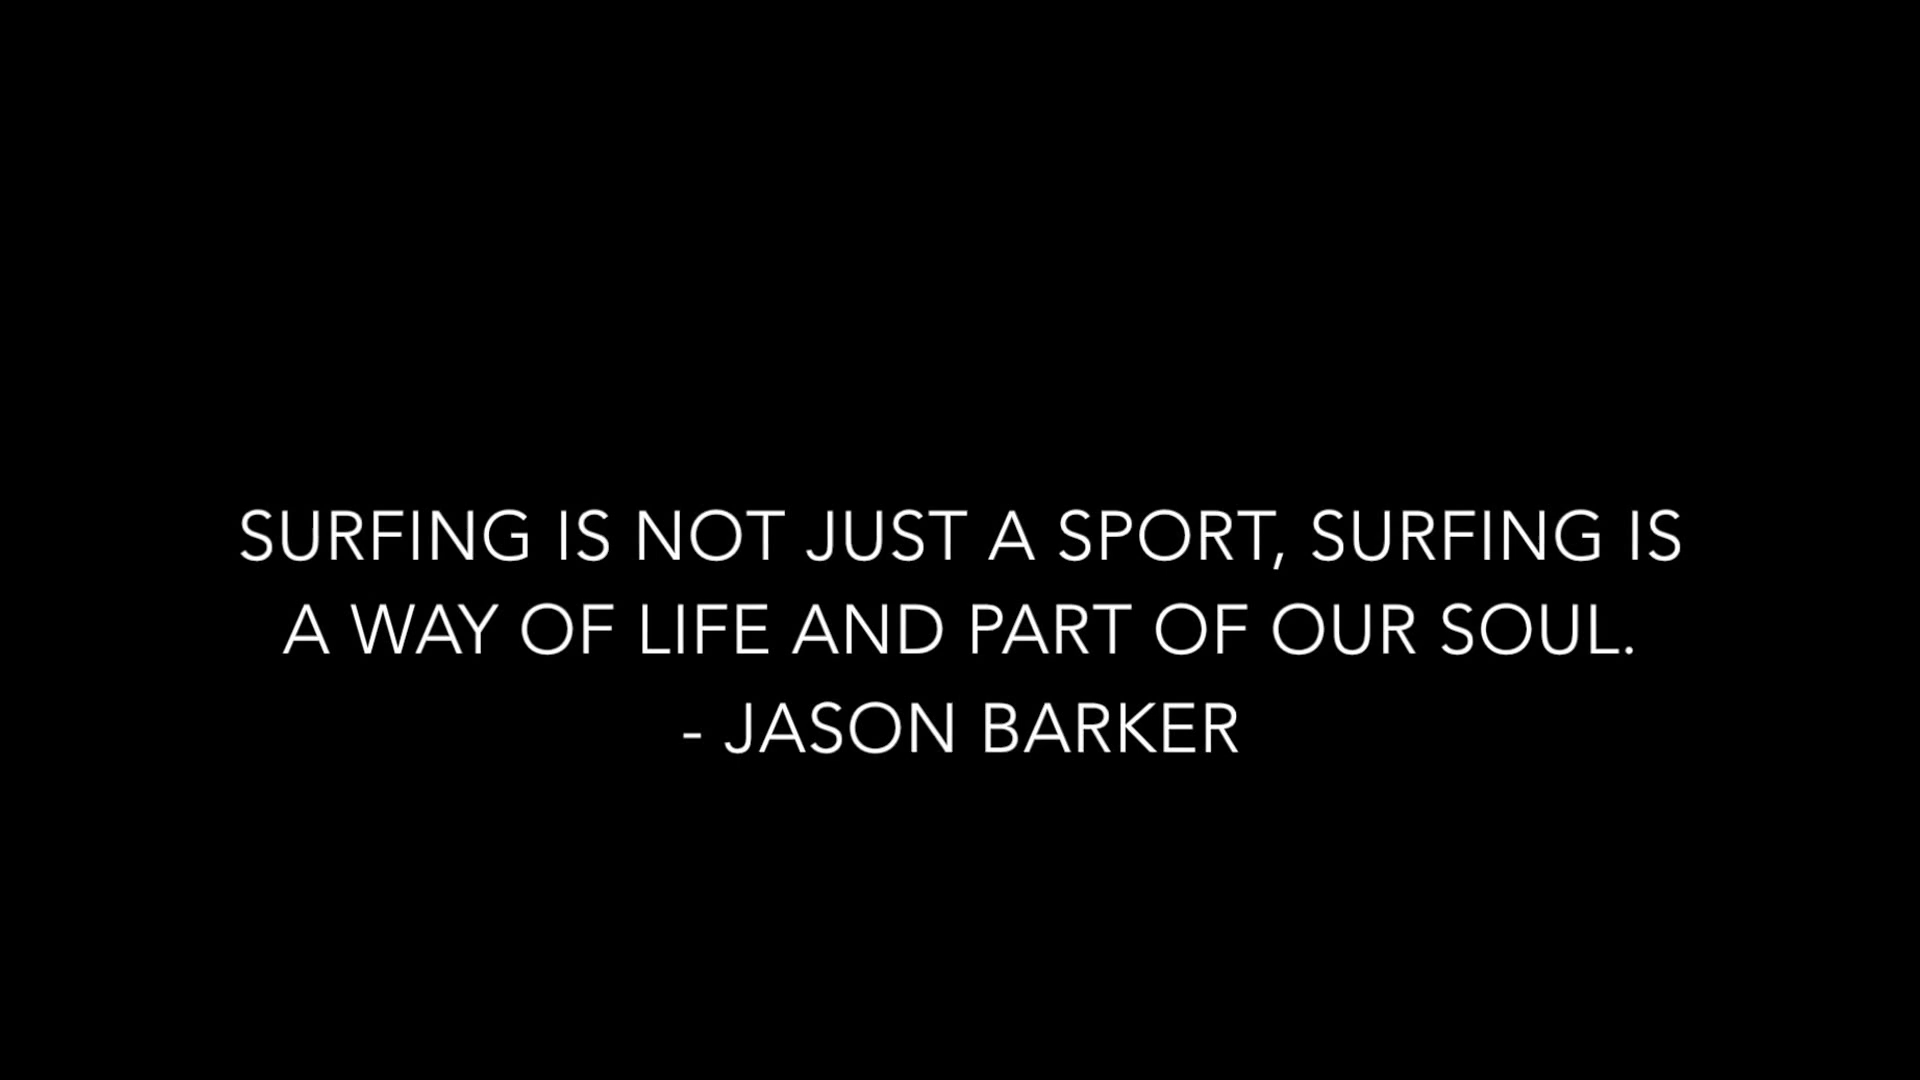 SURFING IS NOT JUST A SPORT, SURFING IS
A WAY OF LIFE AND PART OF OUR SOUL.
- JASON BARKER